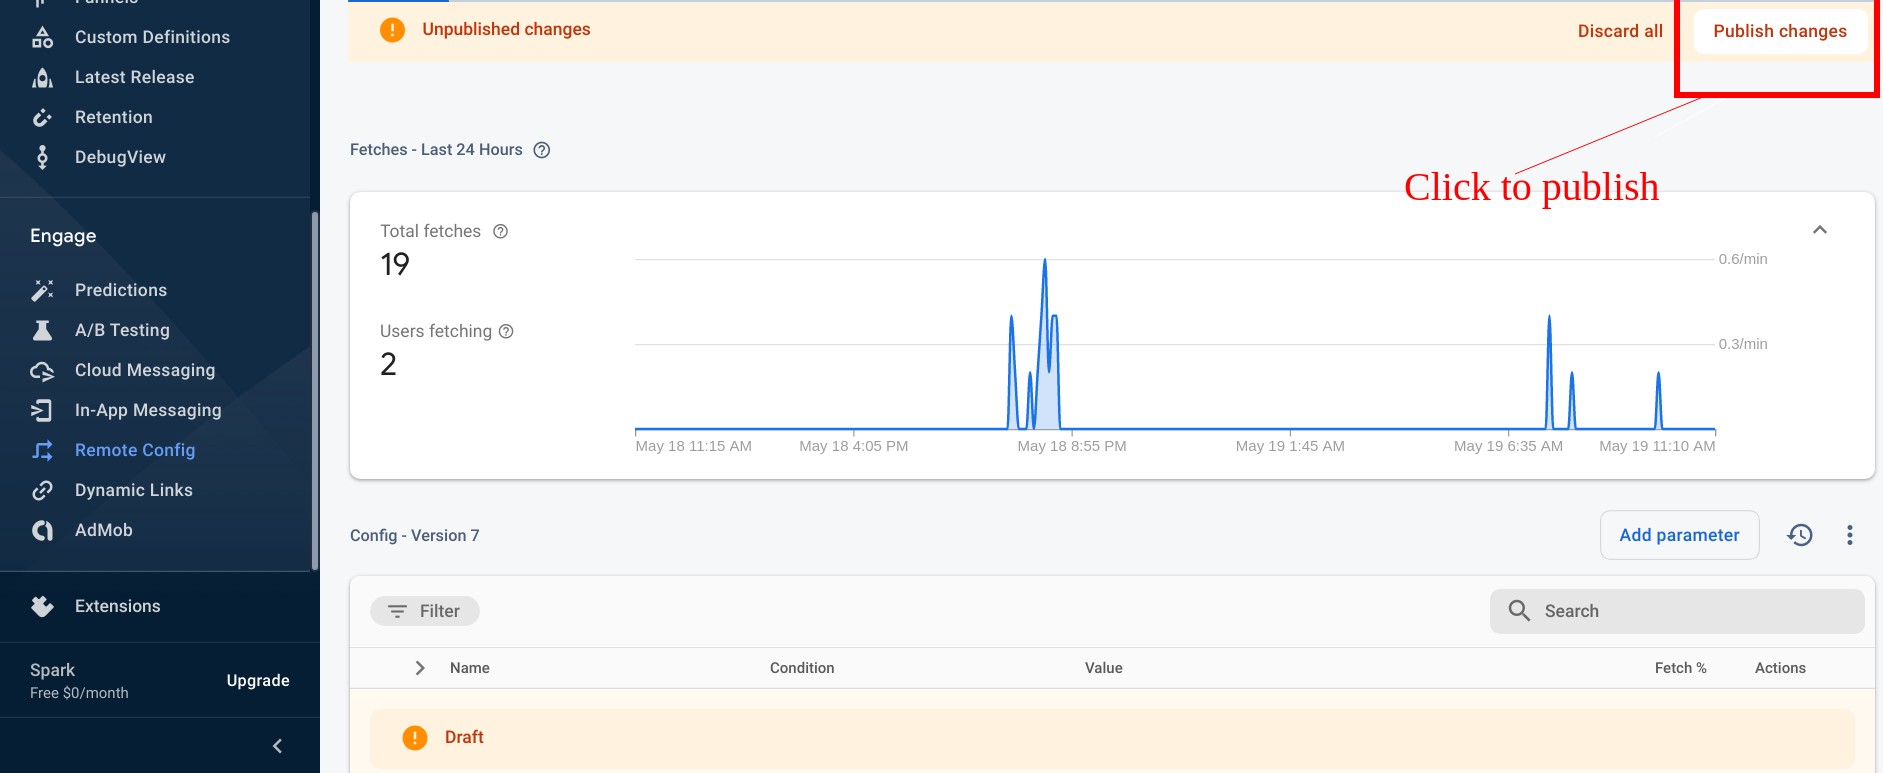 Funnels
Custom Definitions
Latest Release
Retention
DebugView
Engage
Predictions
A/B Testing
Cloud Messaging
In-App Messaging
Remote Config
Dynamic Links
AdMob
Extensions
Spark
Free $0/month
Upgrade
Unpublished changes
Discard all
Publish changes
Click to publish
Fetches - Last 24 Hours
Total fetches
19
Users fetching
2
0.6/min
0.3/min
May 18 11:15 AM
May 18 4:05 PM
May 18 8:55 PM
May 19 1:45 AM
May 19 6:35 AM
May 19 11:10 AM
Config - Version 7
Add parameter
Filter
Search
Name Condition Value Fetch % Actions
Draft